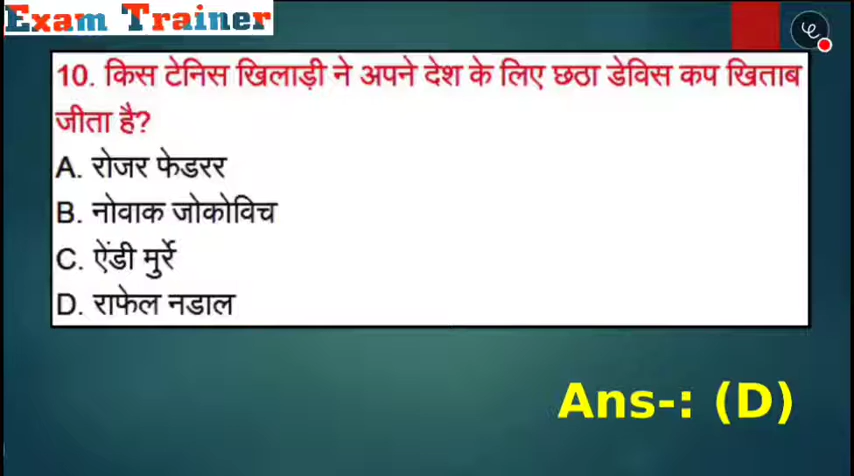 Exam Trainer
10. किस टेनिस खिलाड़ी ने अपने देश के लिए छठा डेविस कप खिताब
जीता है?
A. रोजर फेडरर
B. नोवाक जोकोविच
C. ऐंडी मुर्रे
D. राफेल नडाल
Ans-: (D)